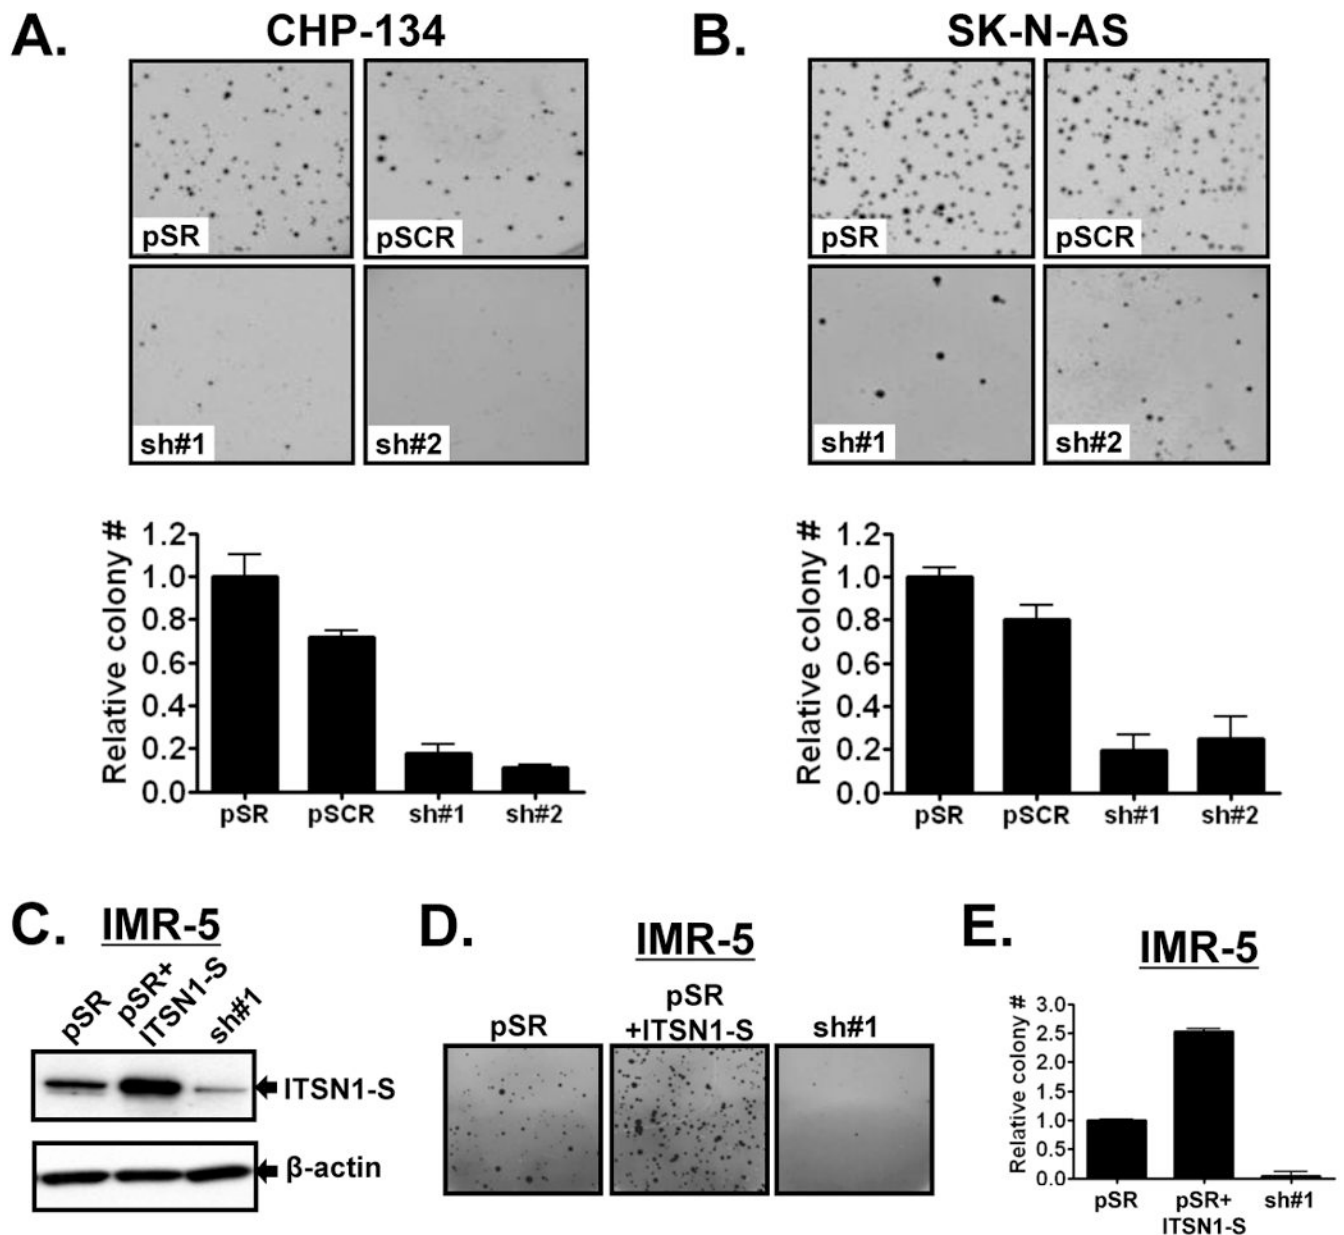 A.
CHP-134
pSR
pSCR
sh#1
sh#2
Relative colony #
1.2
1.0
0.8
0.6
0.4
0.2
0.0
pSR
pSCR
sh#1
sh#2
B.
SK-N-AS
pSR
pSCR
sh#1
sh#2
Relative colony #
1.2
1.0
0.8
0.6
0.4
0.2
0.0
pSR
pSCR
sh#1
sh#2
C.
IMR-5
pSR
pSR+
ITSN1-S
sh#1
ITSN1-S
β-actin
D.
IMR-5
pSR
pSR
+ITSN1-S
sh#1
E.
IMR-5
Relative colony #
3.0
2.5
2.0
1.5
1.0
0.5
0.0
pSR
pSR+
ITSN1-S
sh#1